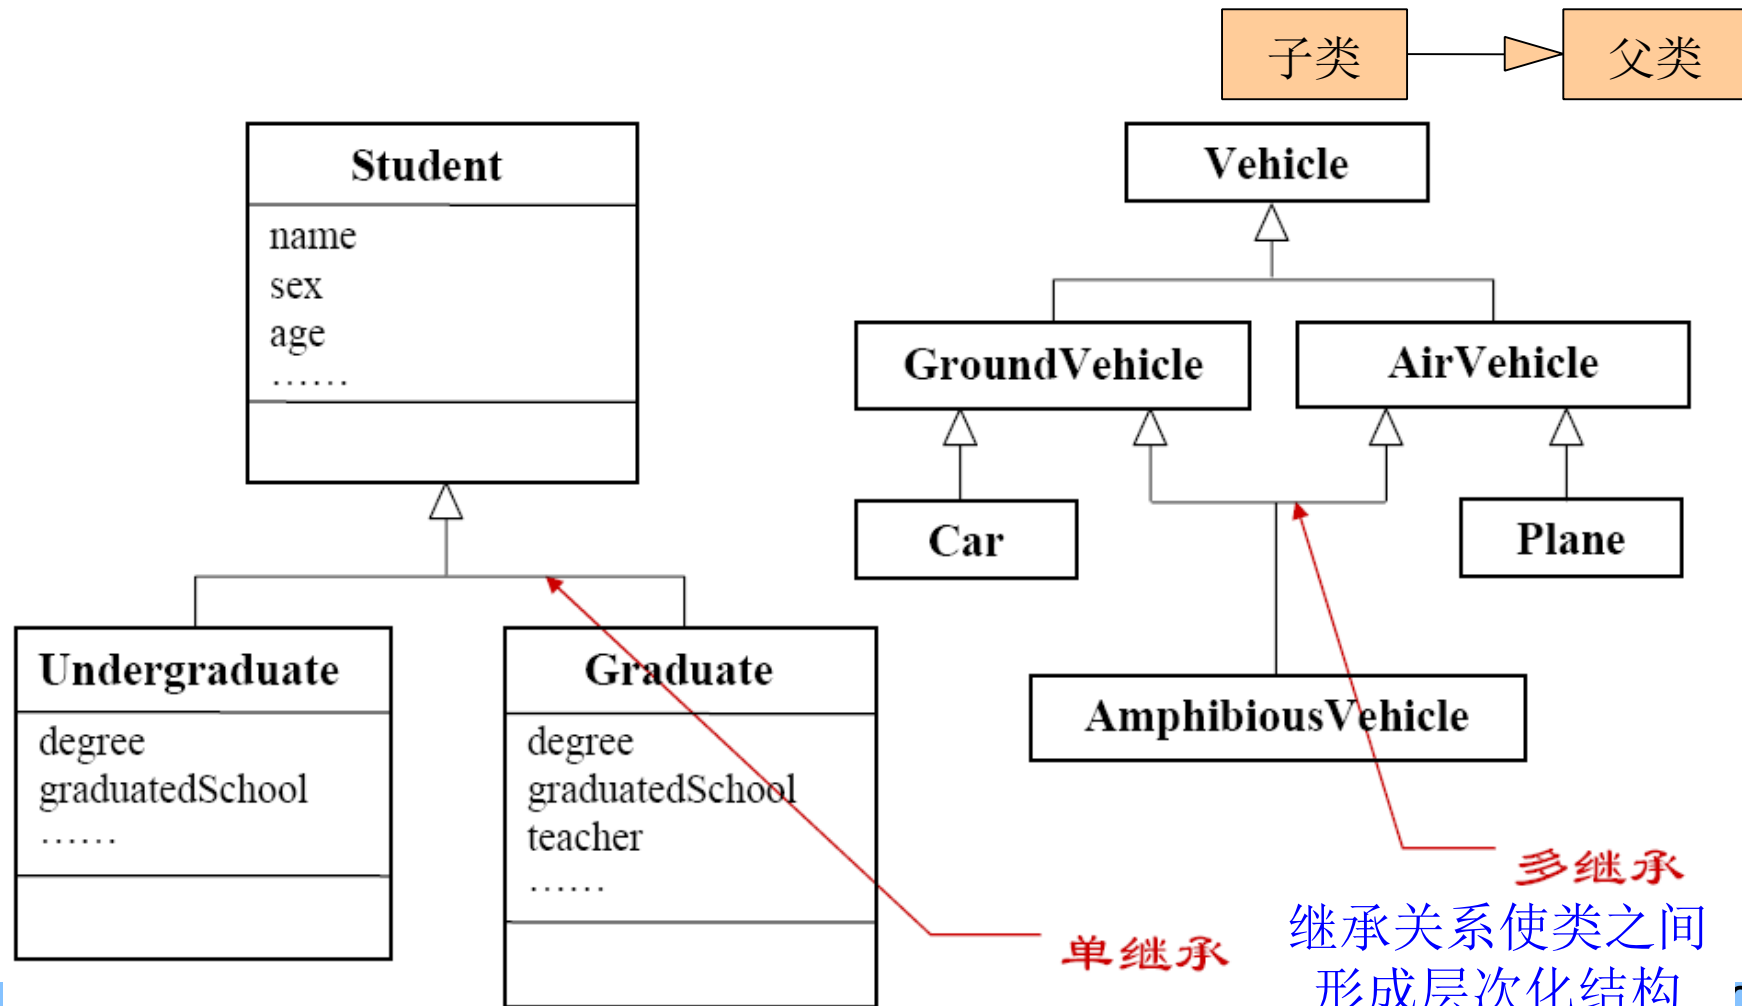 子类
父类
Student
name
sex
age
......
Undergraduate
degree
graduatedSchool
......
Graduate
degree
graduatedSchool
teacher
......
单继承
Vehicle
GroundVehicle
AirVehicle
Car
Plane
AmphibiousVehicle
多继承
继承关系使类之间
形成层次化结构